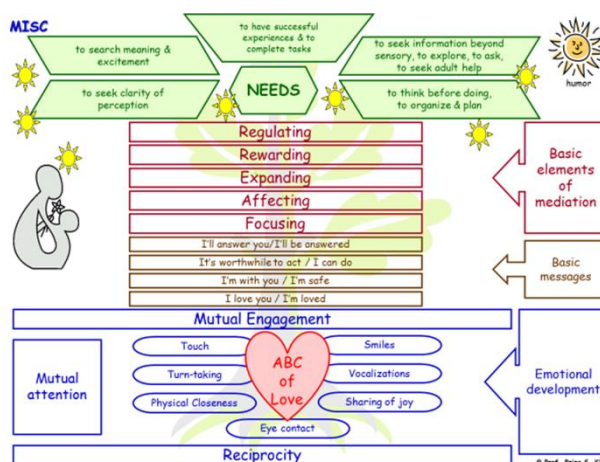 MISC
to have successful
experiences & to
complete tasks
to search meaning &
excitement
to seek information beyond
sensory, to explore, to ask,
to seek adult help
humor
to seek clarity of
perception
NEEDS
to think before doing,
to organize & plan
Regulating
Rewarding
Expanding
Affecting
Focusing
Basic
elements
of
mediation
I'll answer you/I'll be answered
It's worthwhile to act / I can do
I'm with you / I'm safe
I love you / I'm loved
Basic
messages
Mutual Engagement
Mutual
attention
Touch
Turn-taking
Physical Closeness
ABC
of
Love
Smiles
Vocalizations
Sharing of joy
Eye contact
Emotional
development
Reciprocity
© Prof.